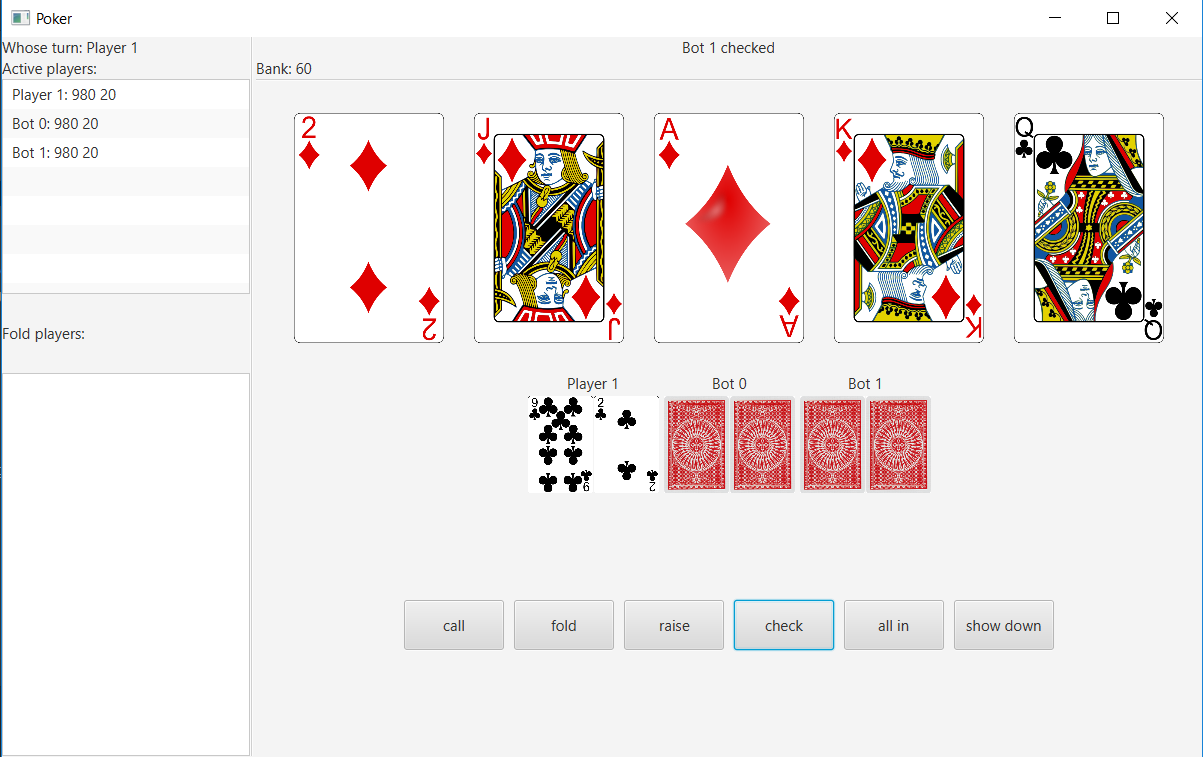 Poker
Whose turn: Player 1
Active players:
Player 1: 980 20
Bot 0: 980 20
Bot 1: 980 20
Fold players:
Bot 1 checked
Bank: 60
2 J A K Q
2 J A K Q
Player 1 Bot 0 Bot 1
9 2
9 2
call fold raise check all in show down